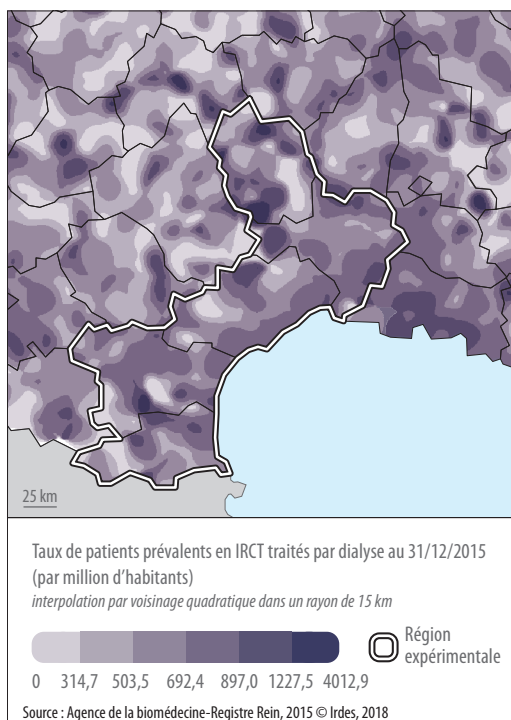 25 km
Taux de patients prévalents en IRCT traités par dialyse au 31/12/2015
(par million d'habitants)
interpolation par voisinage quadratique dans un rayon de 15 km
Région
expérimentale
0 314,7 503,5 692,4 897,0 1227,5 4012,9
Source : Agence de la biomédecine-Registre Rein, 2015 © Irdes, 2018